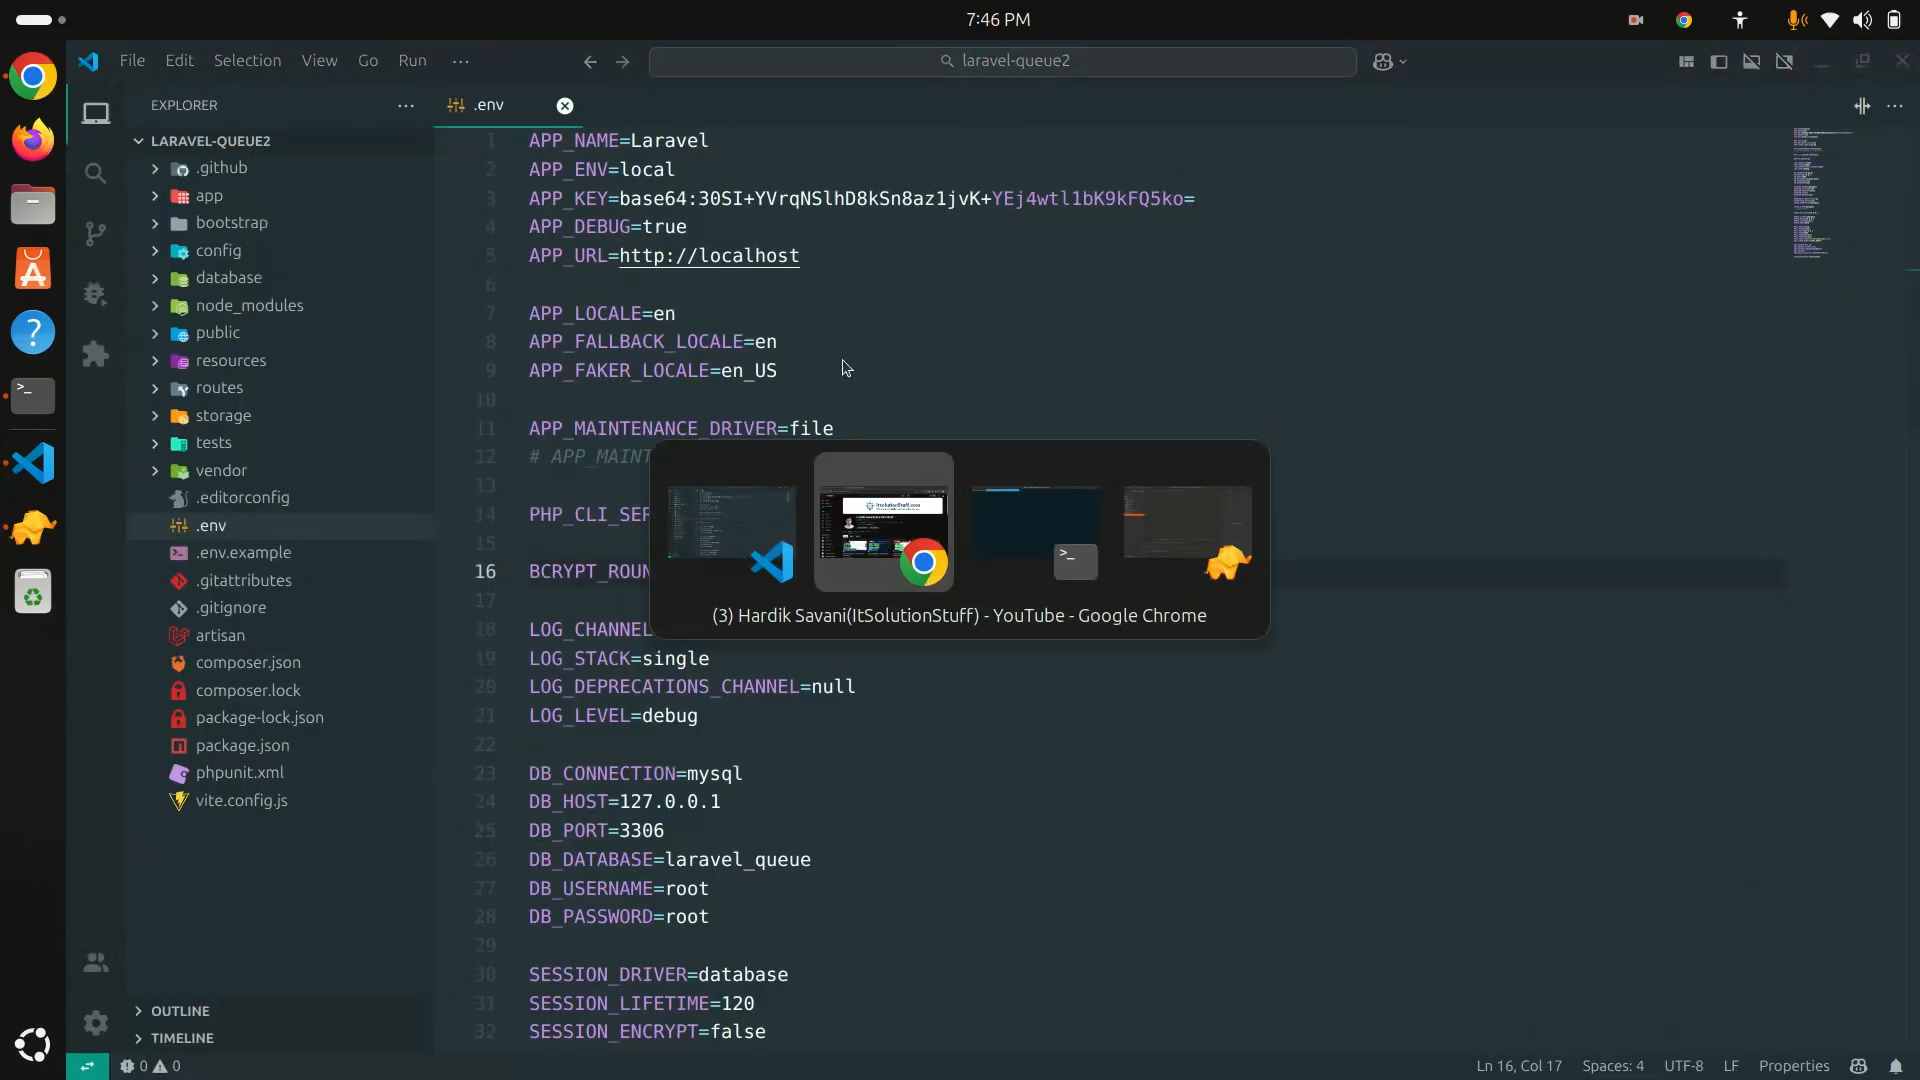 7:46 PM
File Edit Selection View Go Run ···
laravel-queue2
EXPLORER ···
LARAVEL-QUEUE2
.github
app
bootstrap
config
database
node_modules
public
resources
routes
storage
tests
vendor
.editorconfig
.env
.env.example
.gitattributes
.gitignore
artisan
composer.json
composer.lock
package-lock.json
package.json
phpunit.xml
vite.config.js
OUTLINE
TIMELINE
.env
1 APP_NAME=Laravel
2 APP_ENV=local
3 APP_KEY=base64:30SI+YVrqNSlhD8kSn8az1jvK+YEj4wtl1bK9kFQ5ko=
4 APP_DEBUG=true
5 APP_URL=http://localhost
6
7 APP_LOCALE=en
8 APP_FALLBACK_LOCALE=en
9 APP_FAKER_LOCALE=en_US
10
11 APP_MAINTENANCE_DRIVER=file
12 # APP_MAINT
13
14 PHP_CLI_SER
15
16 BCRYPT_ROUN
17
18 LOG_CHANNEL
19 LOG_STACK=single
20 LOG_DEPRECATIONS_CHANNEL=null
21 LOG_LEVEL=debug
22
23 DB_CONNECTION=mysql
24 DB_HOST=127.0.0.1
25 DB_PORT=3306
26 DB_DATABASE=laravel_queue
27 DB_USERNAME=root
28 DB_PASSWORD=root
29
30 SESSION_DRIVER=database
31 SESSION_LIFETIME=120
32 SESSION_ENCRYPT=false
ItSolutionStuff.com
(3) Hardik Savani(ItSolutionStuff) - YouTube - Google Chrome
0 0
Ln 16, Col 17 Spaces: 4 UTF-8 LF Properties